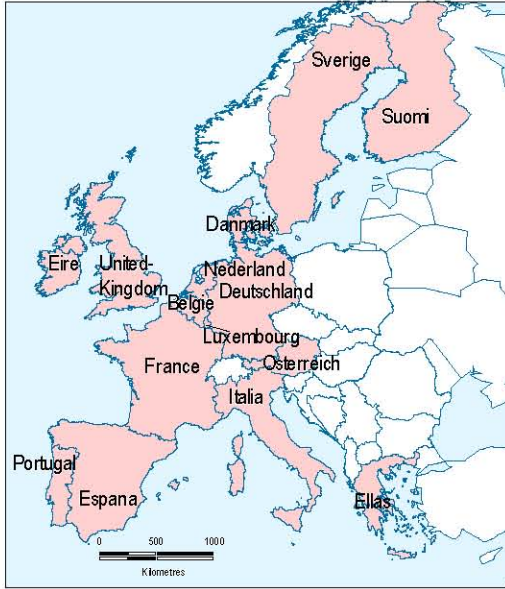 Sverige
Suomi
Danmark
Eire
United-
Kingdom
Nederland
Belgie
Deutschland
Luxembourg
France
Osterreich
Italia
Portugal
Espana
Ellas
0 500 1000
Kilometres